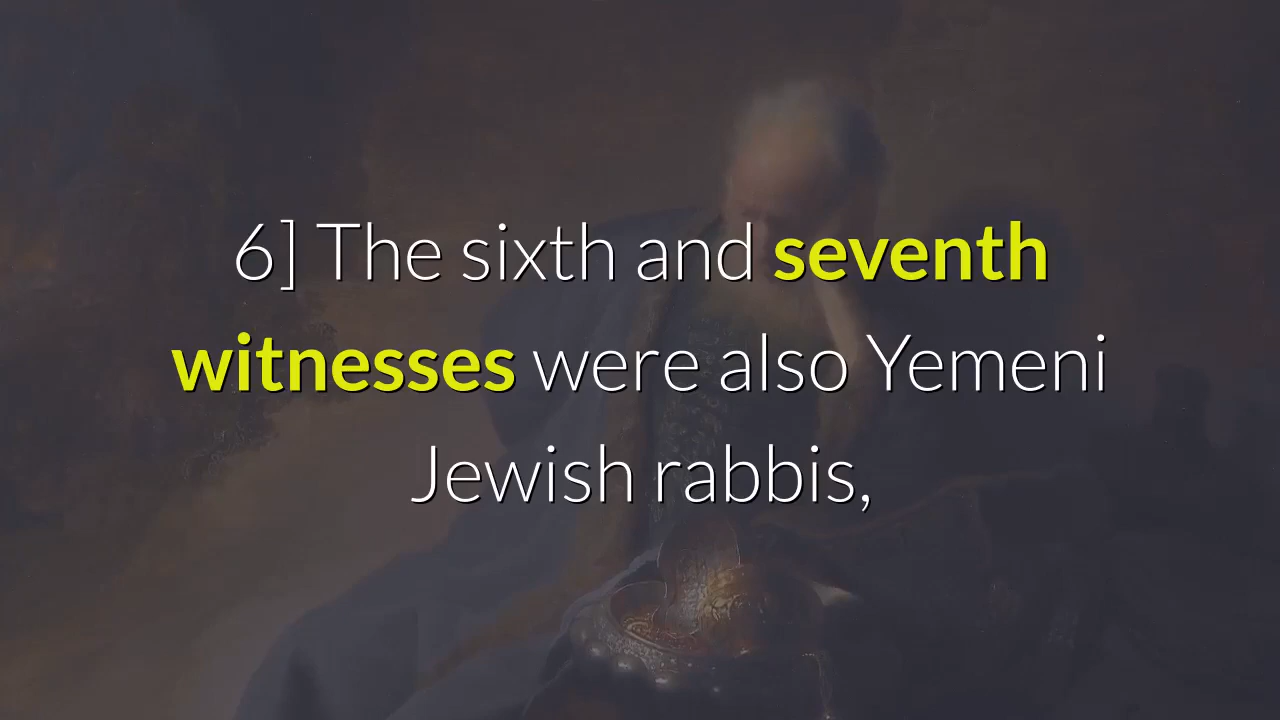 6] The sixth and seventh
witnesses were also Yemeni
Jewish rabbis,